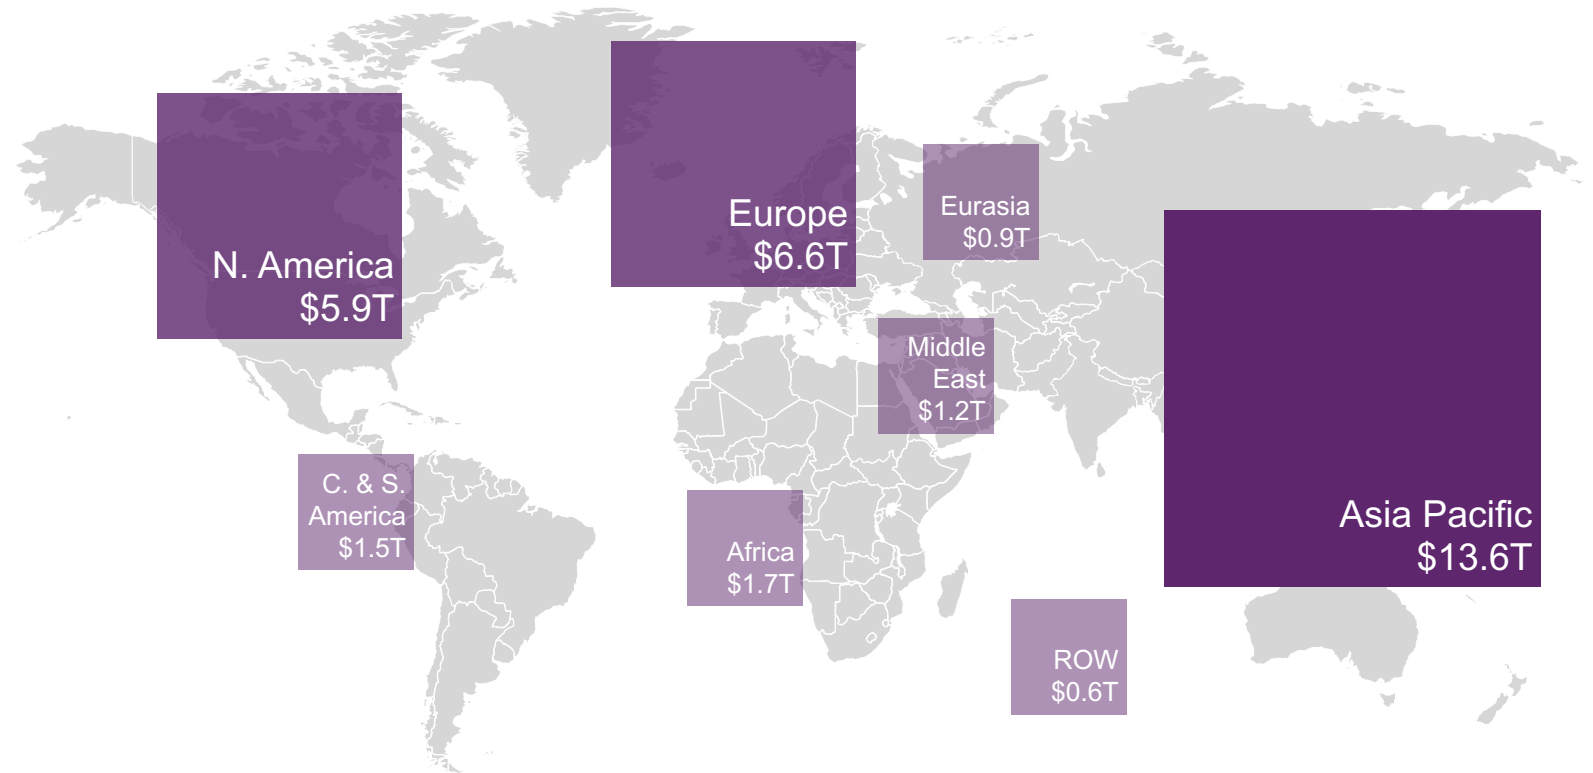 N. America
$5.9T
Europe
$6.6T
Eurasia
$0.9T
Middle
East
$1.2T
Asia Pacific
$13.6T
C. & S.
America
$1.5T
Africa
$1.7T
ROW
$0.6T